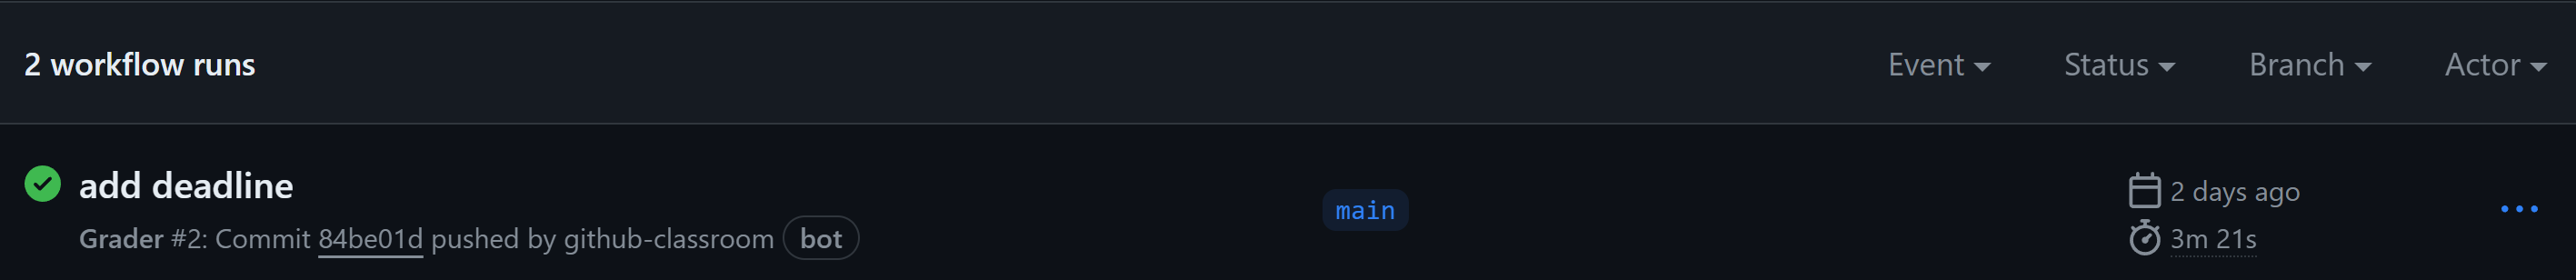 2 workflow runs Event Status Branch Actor
add deadline
Grader #2: Commit 84be01d pushed by github-classroom bot
main
2 days ago
3m 21s